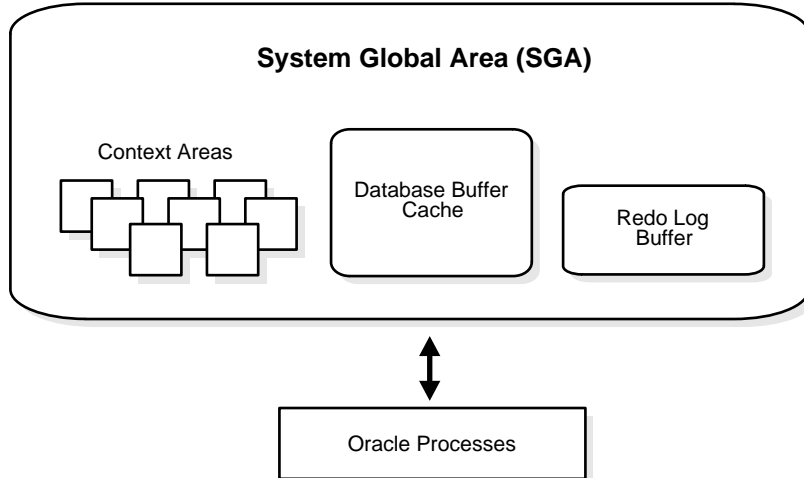 System Global Area (SGA)
Context Areas
Database Buffer
Cache
Redo Log
Buffer
Oracle Processes